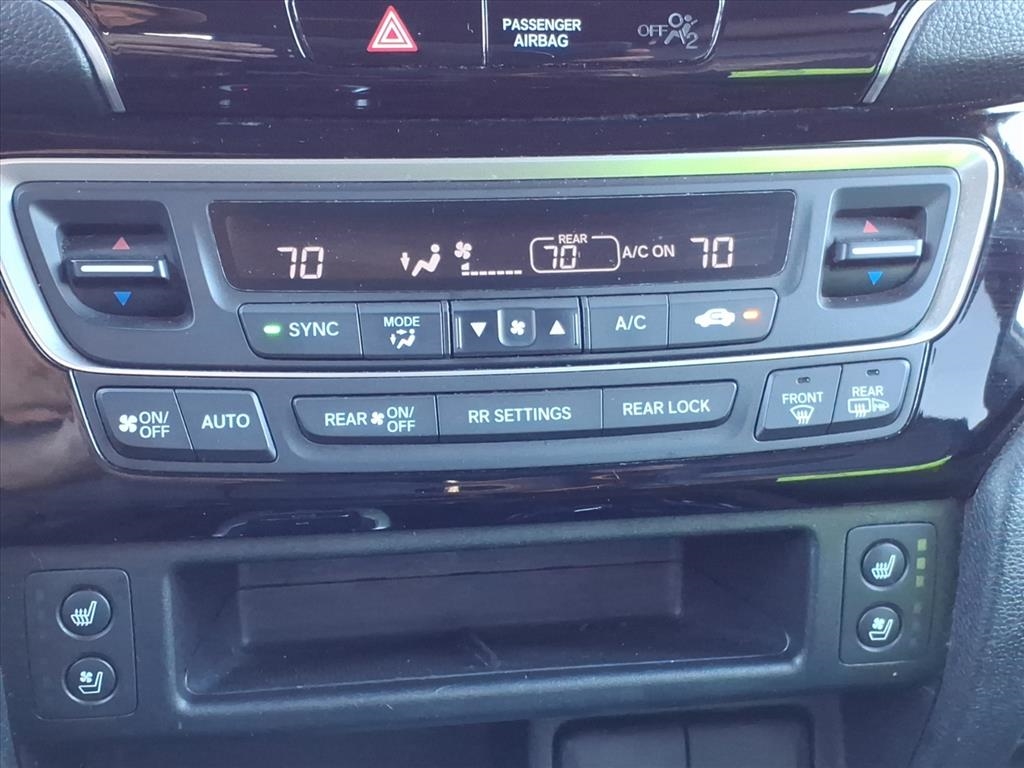 PASSENGER
AIRBAG
OFF 2
70 REAR 70 A/C ON 70
SYNC MODE A/C
ON/OFF AUTO REAR ON/OFF RR SETTINGS REAR LOCK FRONT REAR